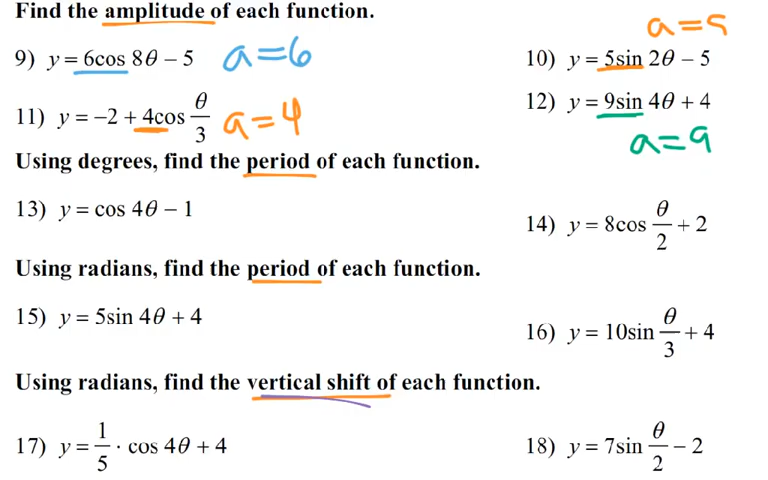 Find the amplitude of each function.
a=5
9) y = 6cos 8θ − 5 a=6
10) y = 5sin 2θ − 5
11) y = −2 + 4cos θ/3 a=4
12) y = 9sin 4θ + 4
a=9
Using degrees, find the period of each function.
13) y = cos 4θ − 1
14) y = 8cos θ/2 + 2
Using radians, find the period of each function.
15) y = 5sin 4θ + 4
16) y = 10sin θ/3 + 4
Using radians, find the vertical shift of each function.
17) y = 1/5 · cos 4θ + 4
18) y = 7sin θ/2 − 2